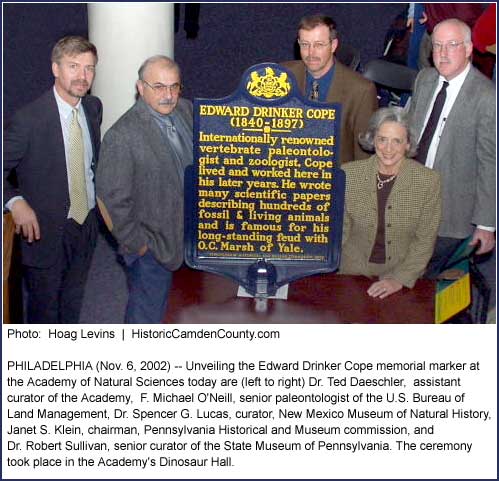 EDWARD DRINKER COPE
(1840-1897)
Internationally renowned
vertebrate paleontolo-
gist and zoologist, Cope
lived and worked here in
his later years. He wrote
many scientific papers
describing hundreds of
fossil & living animals
and is famous for his
long-standing feud with
O.C. Marsh of Yale.
Photo: Hoag Levins | HistoricCamdenCounty.com
PHILADELPHIA (Nov. 6, 2002) -- Unveiling the Edward Drinker Cope memorial marker at
the Academy of Natural Sciences today are (left to right) Dr. Ted Daeschler, assistant
curator of the Academy, F. Michael O'Neill, senior paleontologist of the U.S. Bureau of
Land Management, Dr. Spencer G. Lucas, curator, New Mexico Museum of Natural History,
Janet S. Klein, chairman, Pennsylvania Historical and Museum commission, and
Dr. Robert Sullivan, senior curator of the State Museum of Pennsylvania. The ceremony
took place in the Academy's Dinosaur Hall.